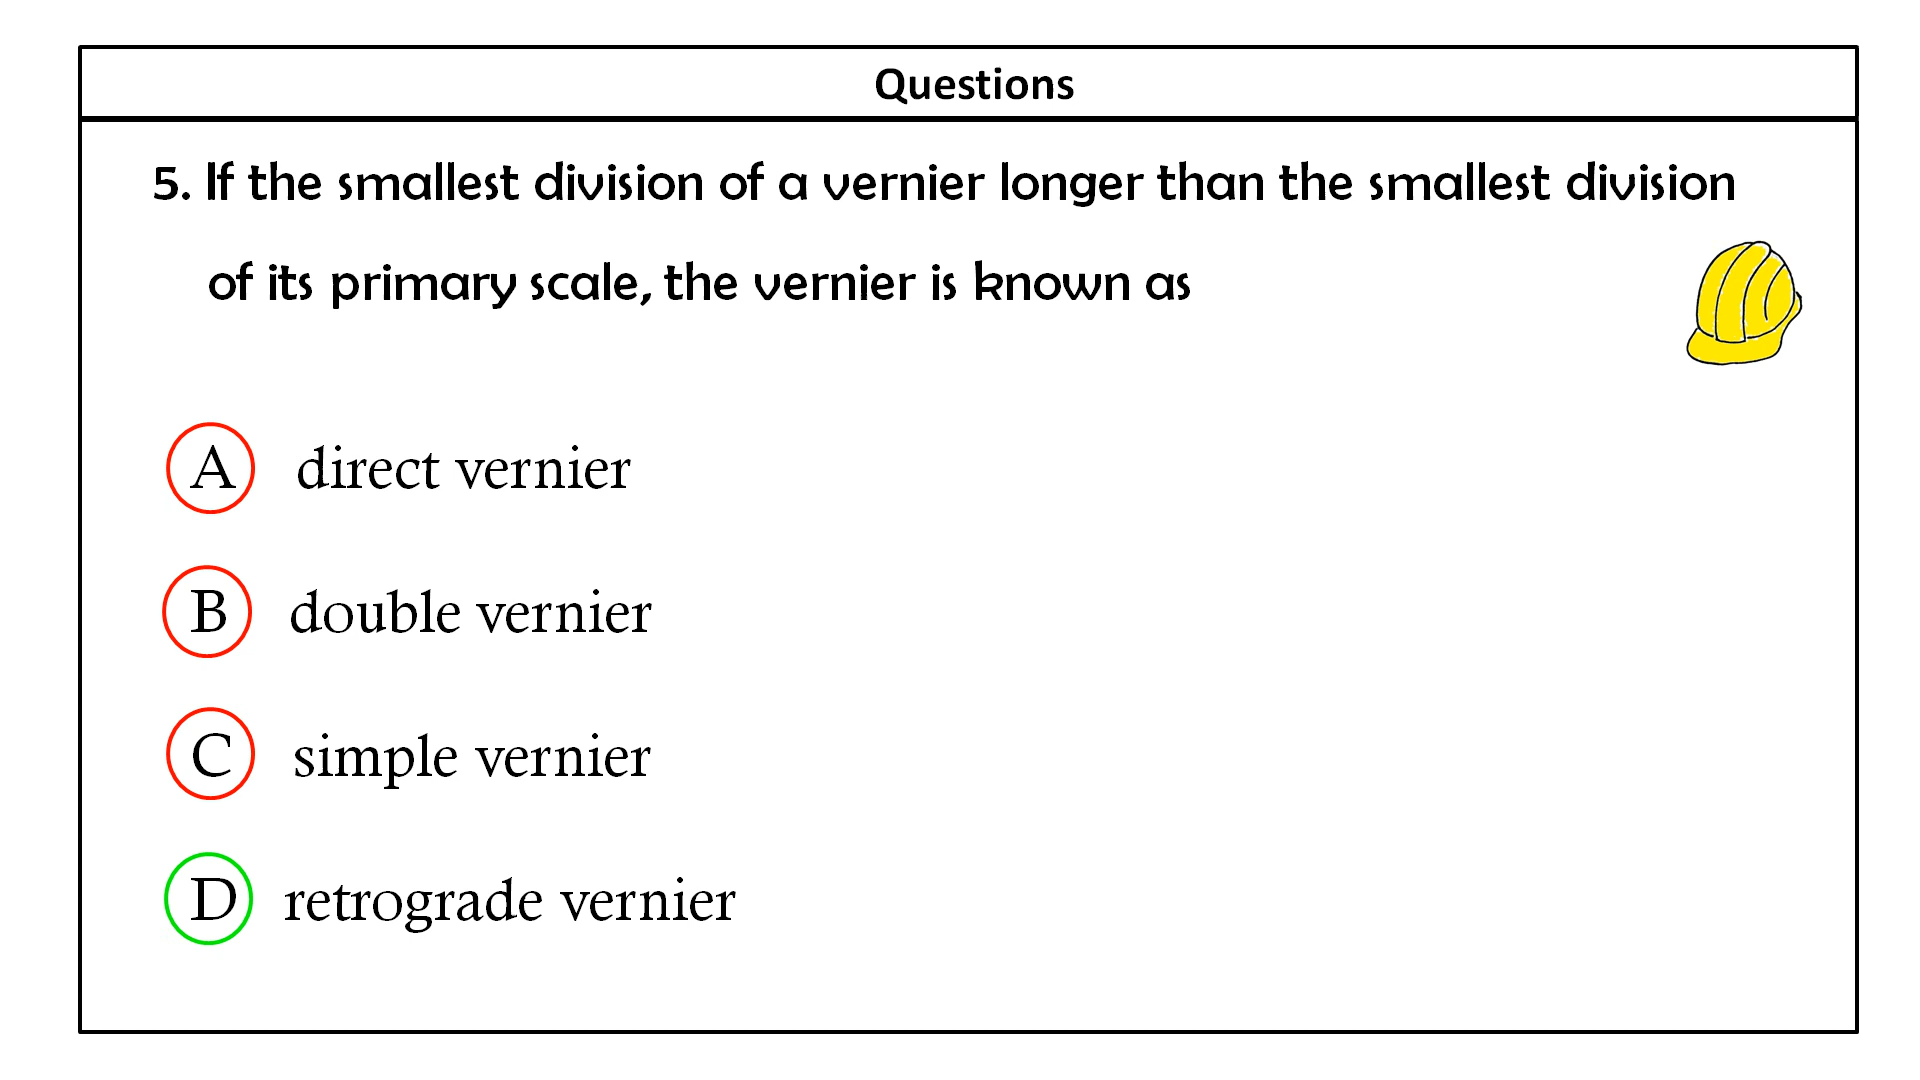 Questions
5. If the smallest division of a vernier longer than the smallest division
of its primary scale, the vernier is known as
A direct vernier
B double vernier
C simple vernier
D retrograde vernier